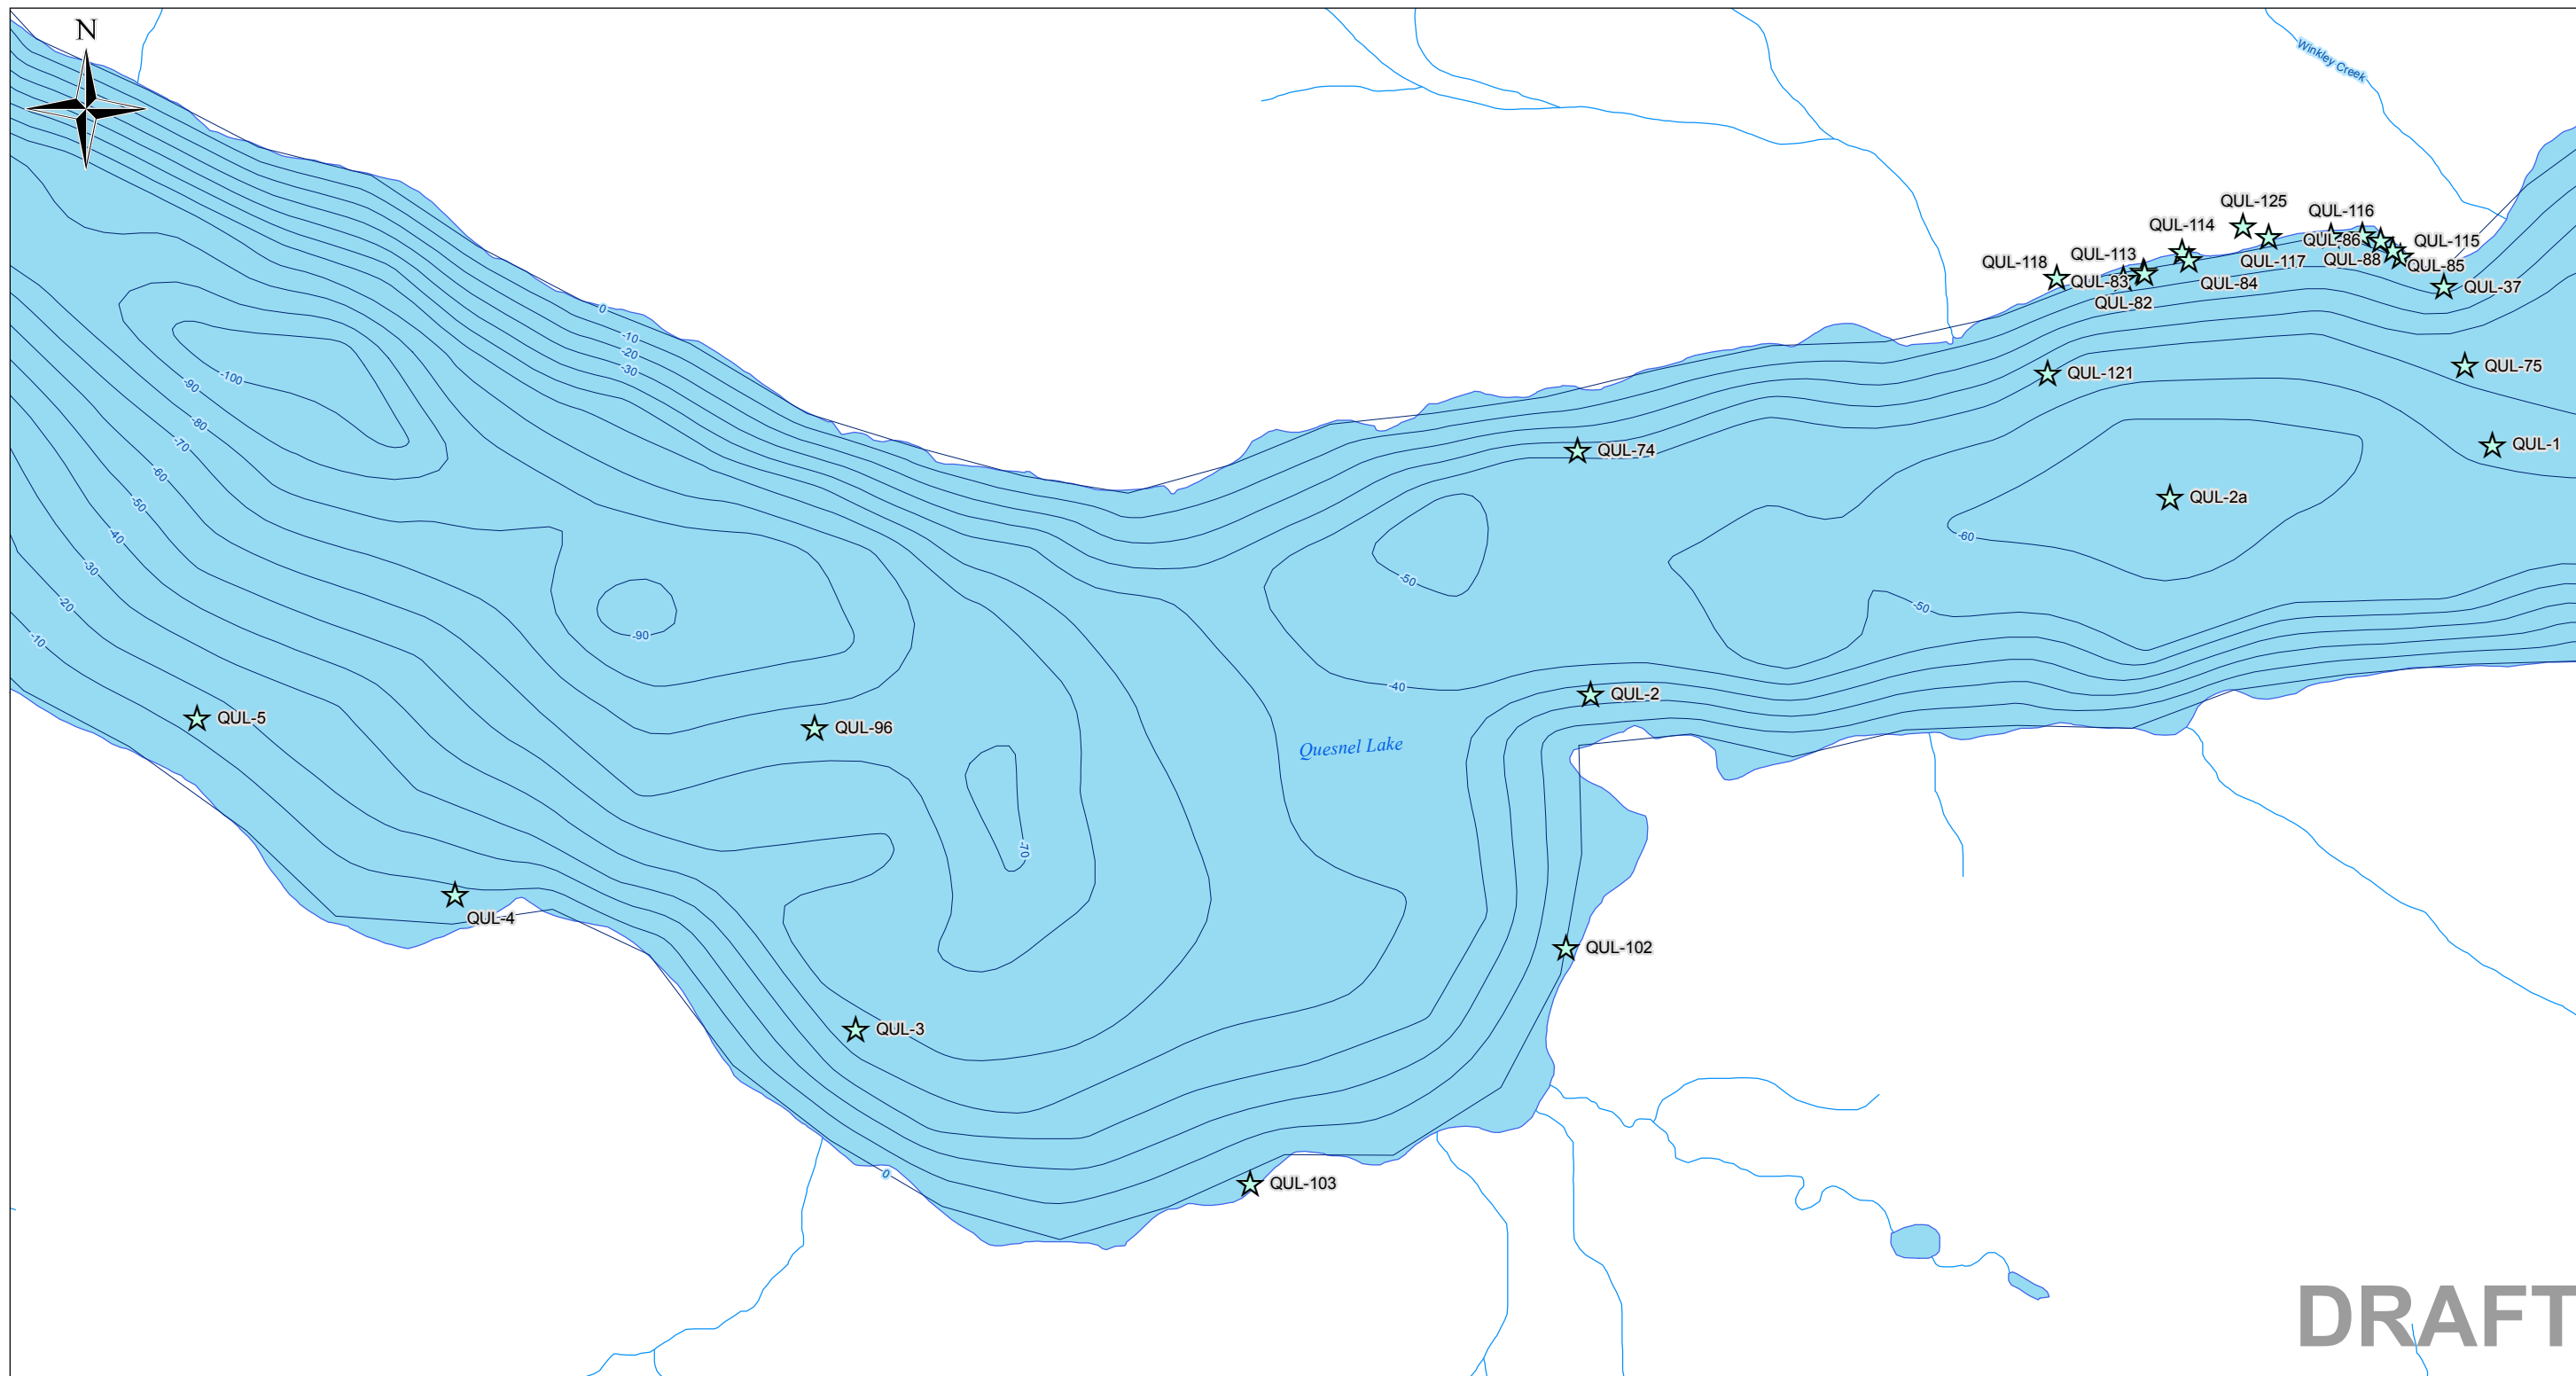 N
Winkley Creek
QUL-125
QUL-116
QUL-114
QUL-86
QUL-115
QUL-113
QUL-118
QUL-117
QUL-88
QUL-85
QUL-83
QUL-84
QUL-37
QUL-82
0
-10
-20
-30
QUL-75
QUL-121
-100
-90
-80
-70
-60
-50
-40
-30
-20
-10
QUL-1
QUL-74
QUL-2a
-60
-50
-50
-90
-40
QUL-2
QUL-5
QUL-96
Quesnel Lake
-70
QUL-4
QUL-102
QUL-3
0
QUL-103
DRAFT